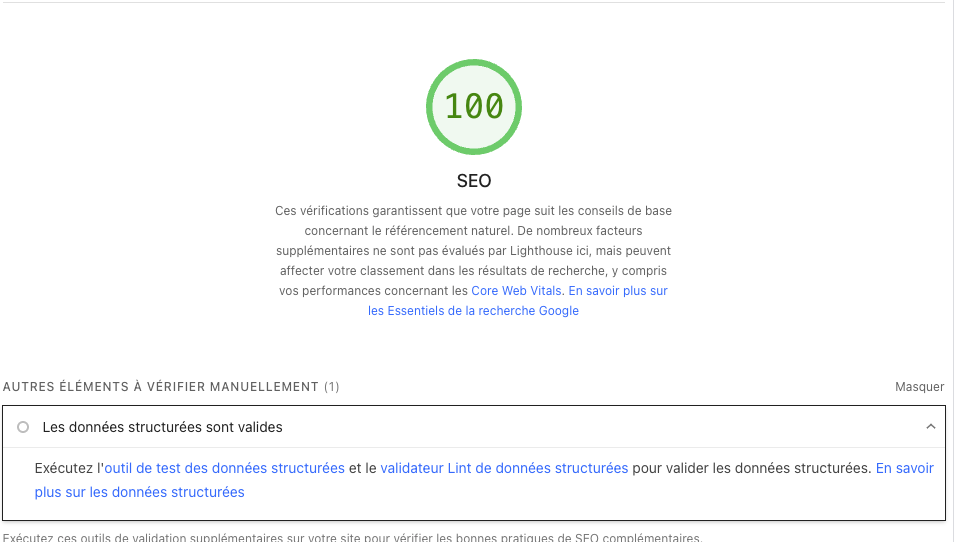 100
SEO
Ces vérifications garantissent que votre page suit les conseils de base
concernant le référencement naturel. De nombreux facteurs
supplémentaires ne sont pas évalués par Lighthouse ici, mais peuvent
affecter votre classement dans les résultats de recherche, y compris
vos performances concernant les Core Web Vitals. En savoir plus sur
les Essentiels de la recherche Google
AUTRES ÉLÉMENTS À VÉRIFIER MANUELLEMENT (1) Masquer
Les données structurées sont valides
Exécutez l'outil de test des données structurées et le validateur Lint de données structurées pour valider les données structurées. En savoir
plus sur les données structurées
Exécutez ces outils de validation supplémentaires sur votre site pour vérifier les bonnes pratiques de SEO complémentaires.